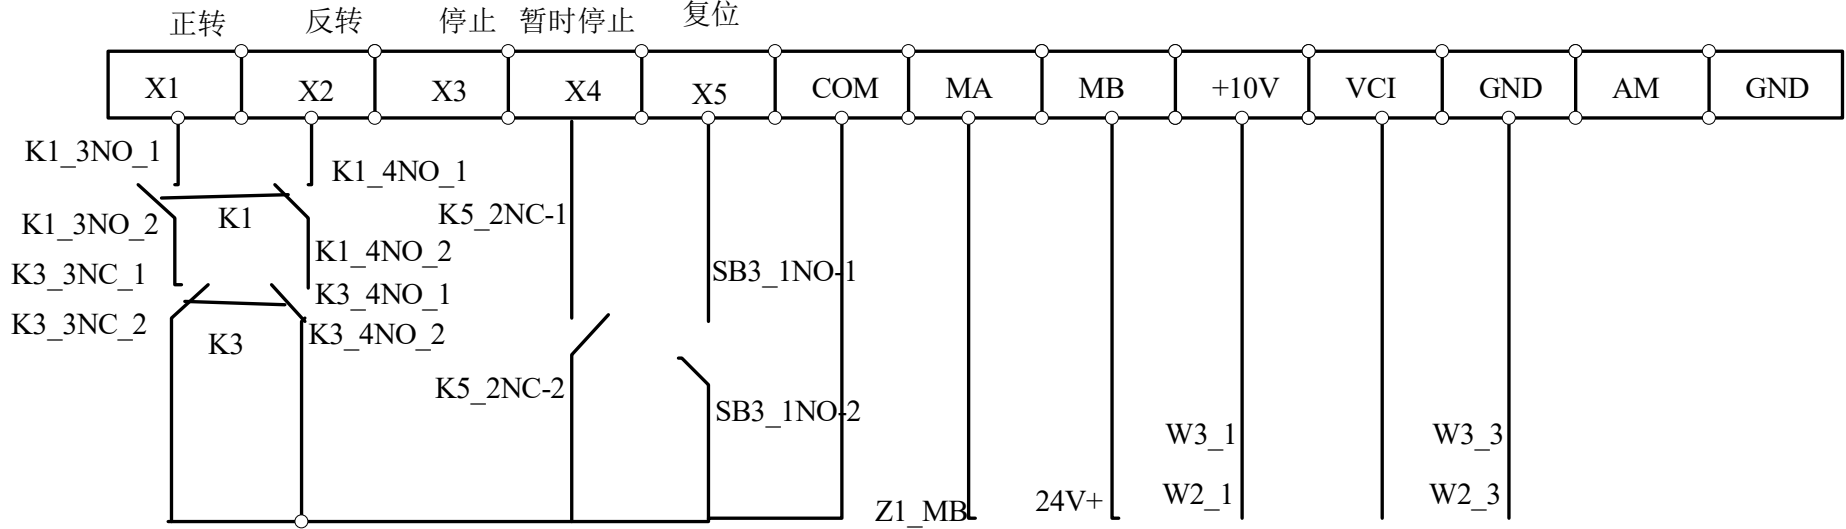 正转 反转 停止 暂时停止 复位
X1 X2 X3 X4 X5 COM MA MB +10V VCI GND AM GND
K1_3NO_1
K1_4NO_1
K1
K5_2NC-1
K1_3NO_2
K1_4NO_2
K3_3NC_1
SB3_1NO-1
K3_4NO_1
K3_3NC_2
K3_4NO_2
K3
K5_2NC-2
SB3_1NO-2
W3_1 W3_3
W2_1 W2_3
Z1_MB 24V+